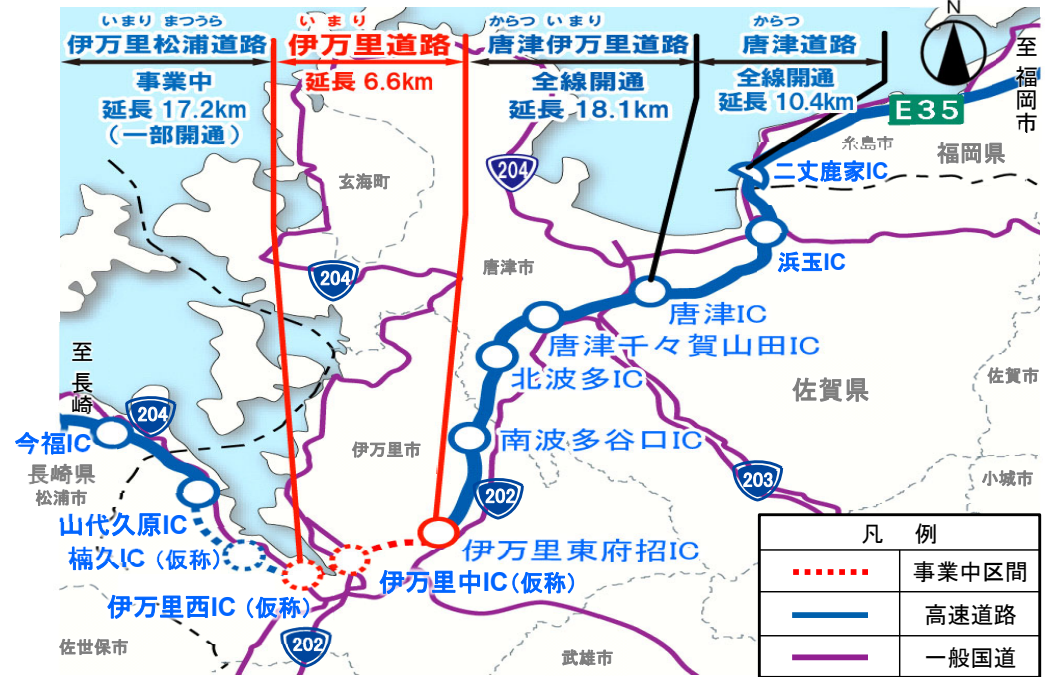 いまり まつうら
伊万里松浦道路
事業中
延長 17.2km
（一部開通）
いまり
伊万里道路
延長 6.6km
からつ いまり
唐津伊万里道路
全線開通
延長 18.1km
からつ
唐津道路
全線開通
延長 10.4km
N
至福岡市
E35
糸島市
福岡県
二丈鹿家IC
204
玄海町
浜玉IC
唐津市
204
唐津IC
唐津千々賀山田IC
至長崎
北波多IC
佐賀県
佐賀市
204
今福IC
伊万里市
南波多谷口IC
長崎県
松浦市
202
203
小城市
山代久原IC
楠久IC（仮称）
伊万里東府招IC
伊万里中IC（仮称）
伊万里西IC（仮称）
佐世保市
202
武雄市
凡 例
事業中区間
高速道路
一般国道